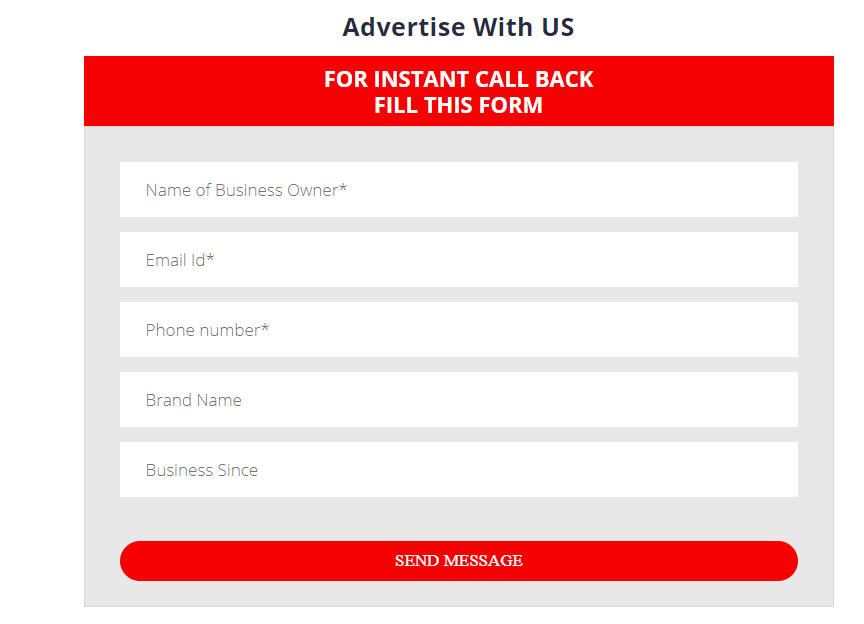 Advertise With US
FOR INSTANT CALL BACK
FILL THIS FORM
Name of Business Owner*
Email Id*
Phone number*
Brand Name
Business Since
SEND MESSAGE